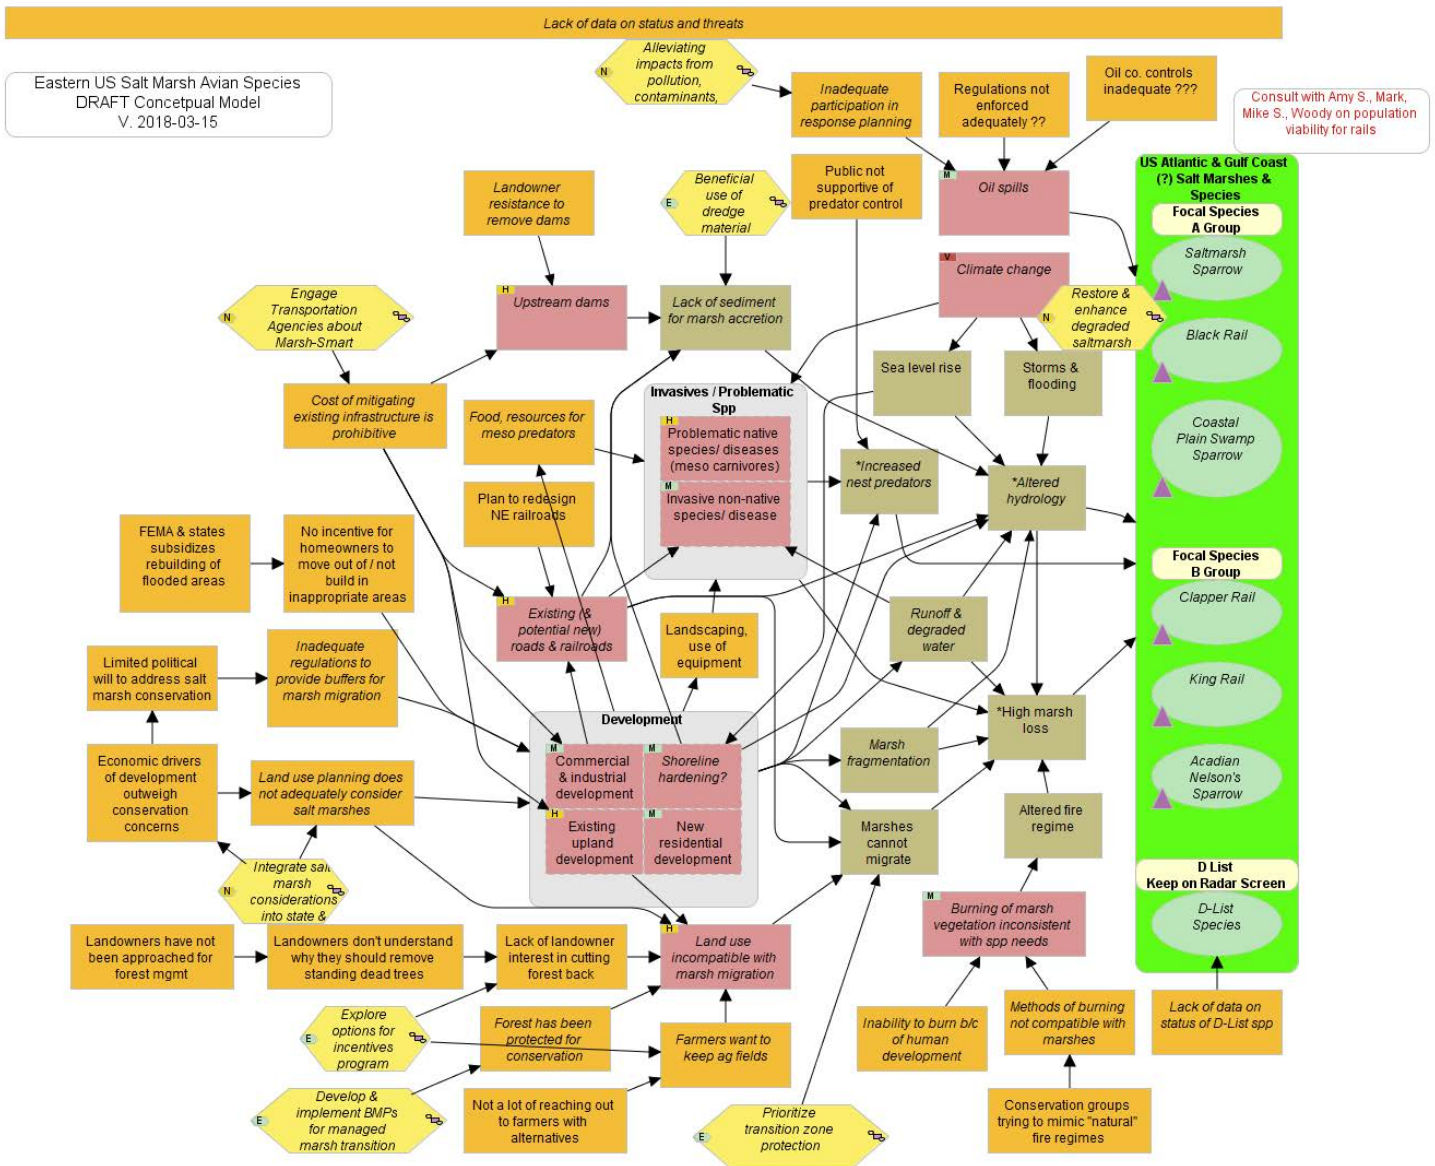 Lack of data on status and threats
Eastern US Salt Marsh Avian Species
DRAFT Concetpual Model
V. 2018-03-15
Alleviating
impacts from
pollution,
contaminants,
N
Inadequate
participation in
response planning
Regulations not
enforced
adequately ??
Oil co. controls
inadequate ???
Consult with Amy S., Mark,
Mike S., Woody on population
viability for rails
Landowner
resistance to
remove dams
Beneficial
use of
dredge
material
E
Public not
supportive of
predator control
M
Oil spills
US Atlantic & Gulf Coast
(?) Salt Marshes &
Species
Focal Species
A Group
Saltmarsh
Sparrow
Black Rail
Coastal
Plain Swamp
Sparrow
Focal Species
B Group
Clapper Rail
King Rail
Acadian
Nelson's
Sparrow
D List
Keep on Radar Screen
D-List
Species
V
Climate change
Restore &
enhance
degraded
saltmarsh
N
Engage
Transportation
Agencies about
Marsh-Smart
N
H
Upstream dams
Lack of sediment
for marsh accretion
Sea level rise
Storms &
flooding
Cost of mitigating
existing infrastructure is
prohibitive
Food, resources for
meso predators
Invasives / Problematic
Spp
H
Problematic native
species/ diseases
(meso carnivores)
M
Invasive non-native
species/ disease
*Increased
nest predators
*Altered
hydrology
Plan to redesign
NE railroads
FEMA & states
subsidizes
rebuilding of
flooded areas
No incentive for
homeowners to
move out of / not
build in
inappropriate areas
H
Existing (&
potential new)
roads & railroads
Landscaping,
use of
equipment
Runoff &
degraded
water
Limited political
will to address salt
marsh conservation
Inadequate
regulations to
provide buffers for
marsh migration
Development
M
Commercial
& industrial
development
M
Shoreline
hardening?
H
Existing
upland
development
M
New
residential
development
Marsh
fragmentation
*High marsh
loss
Economic drivers
of development
outweigh
conservation
concerns
Land use planning does
not adequately consider
salt marshes
Marshes
cannot
migrate
Altered fire
regime
Integrate salt
marsh
considerations
into state &
N
Landowners have not
been approached for
forest mgmt
Landowners don't understand
why they should remove
standing dead trees
Lack of landowner
interest in cutting
forest back
H
Land use
incompatible with
marsh migration
M
Burning of marsh
vegetation inconsistent
with spp needs
Explore
options for
incentives
program
E
Forest has been
protected for
conservation
Farmers want to
keep ag fields
Inability to burn b/c
of human
development
Methods of burning
not compatible with
marshes
Lack of data on
status of D-List spp
Develop &
implement BMPs
for managed
marsh transition
E
Not a lot of reaching out
to farmers with
alternatives
Prioritize
transition zone
protection
E
Conservation groups
trying to mimic "natural"
fire regimes